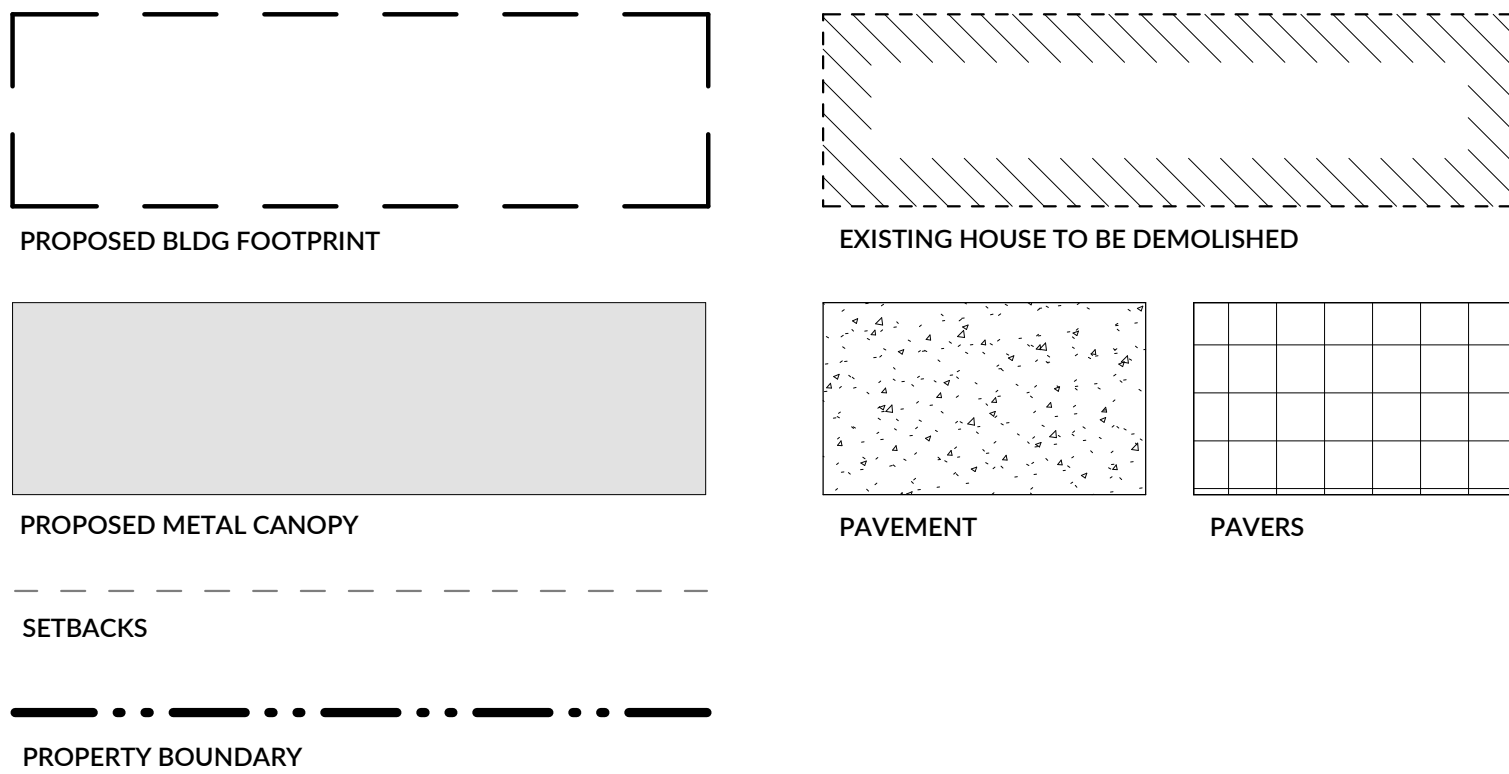 PROPOSED BLDG FOOTPRINT
EXISTING HOUSE TO BE DEMOLISHED
PROPOSED METAL CANOPY
PAVEMENT
PAVERS
SETBACKS
PROPERTY BOUNDARY